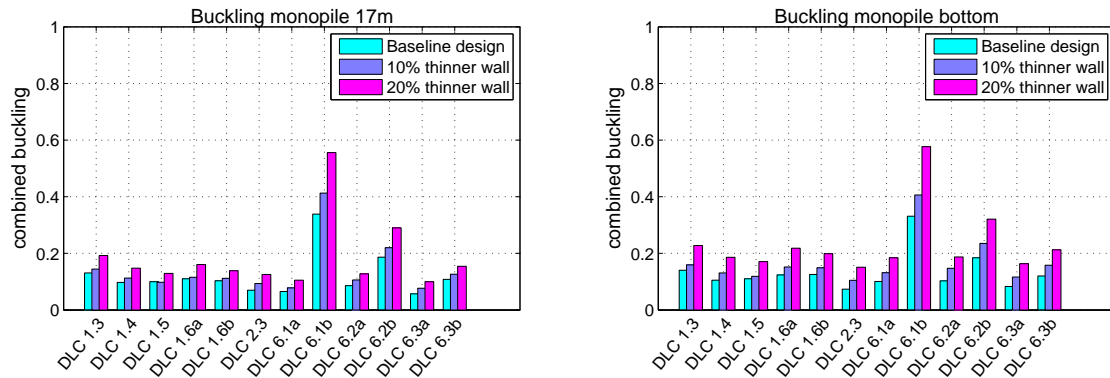 Buckling monopile 17m
1
0.8
0.6
0.4
0.2
0
combined buckling
Baseline design
10% thinner wall
20% thinner wall
DLC 1.3
DLC 1.4
DLC 1.5
DLC 1.6a
DLC 1.6b
DLC 2.3
DLC 6.1a
DLC 6.1b
DLC 6.2a
DLC 6.2b
DLC 6.3a
DLC 6.3b
Buckling monopile bottom
1
0.8
0.6
0.4
0.2
0
combined buckling
Baseline design
10% thinner wall
20% thinner wall
DLC 1.3
DLC 1.4
DLC 1.5
DLC 1.6a
DLC 1.6b
DLC 2.3
DLC 6.1a
DLC 6.1b
DLC 6.2a
DLC 6.2b
DLC 6.3a
DLC 6.3b